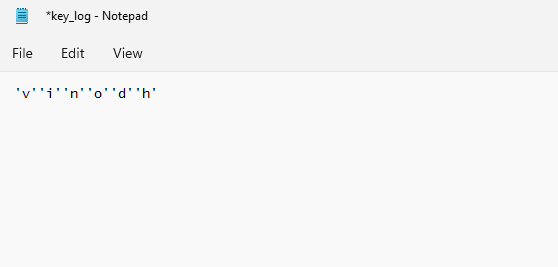 *key_log - Notepad
File Edit View
'v''i''n''o''d''h'